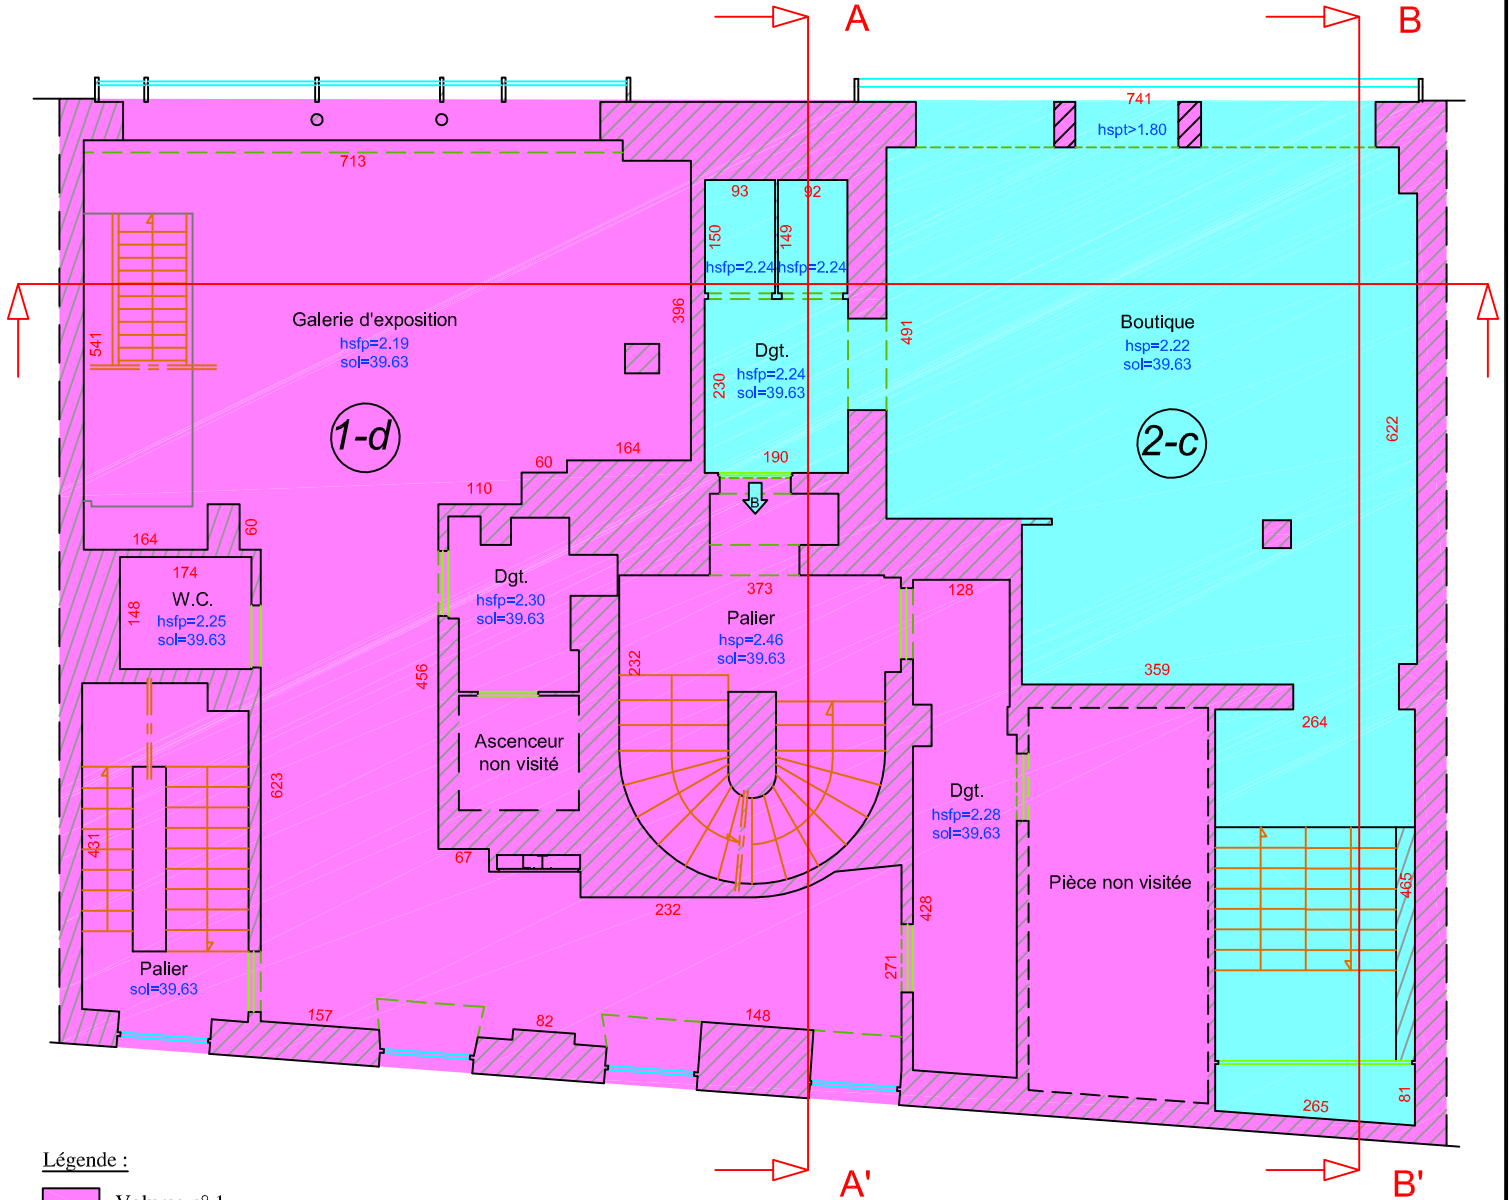 A
B
741
hspt>1.80
713
93
92
150
149
hsfp=2.24
hsfp=2.24
396
541
491
Galerie d'exposition
hsfp=2.19
sol=39.63
Boutique
hsp=2.22
sol=39.63
Dgt.
hsfp=2.24
sol=39.63
230
1-d
2-c
622
164
60
190
110
B
60
164
174
148
W.C.
hsfp=2.25
sol=39.63
Dgt.
hsfp=2.30
sol=39.63
373
128
Palier
hsp=2.46
sol=39.63
232
456
359
264
Ascenceur
non visité
623
431
Dgt.
hsfp=2.28
sol=39.63
67
L.T.
Pièce non visitée
465
232
428
271
Palier
sol=39.63
157
82
148
265
81
Légende :
A'
B'
Volume n° 1